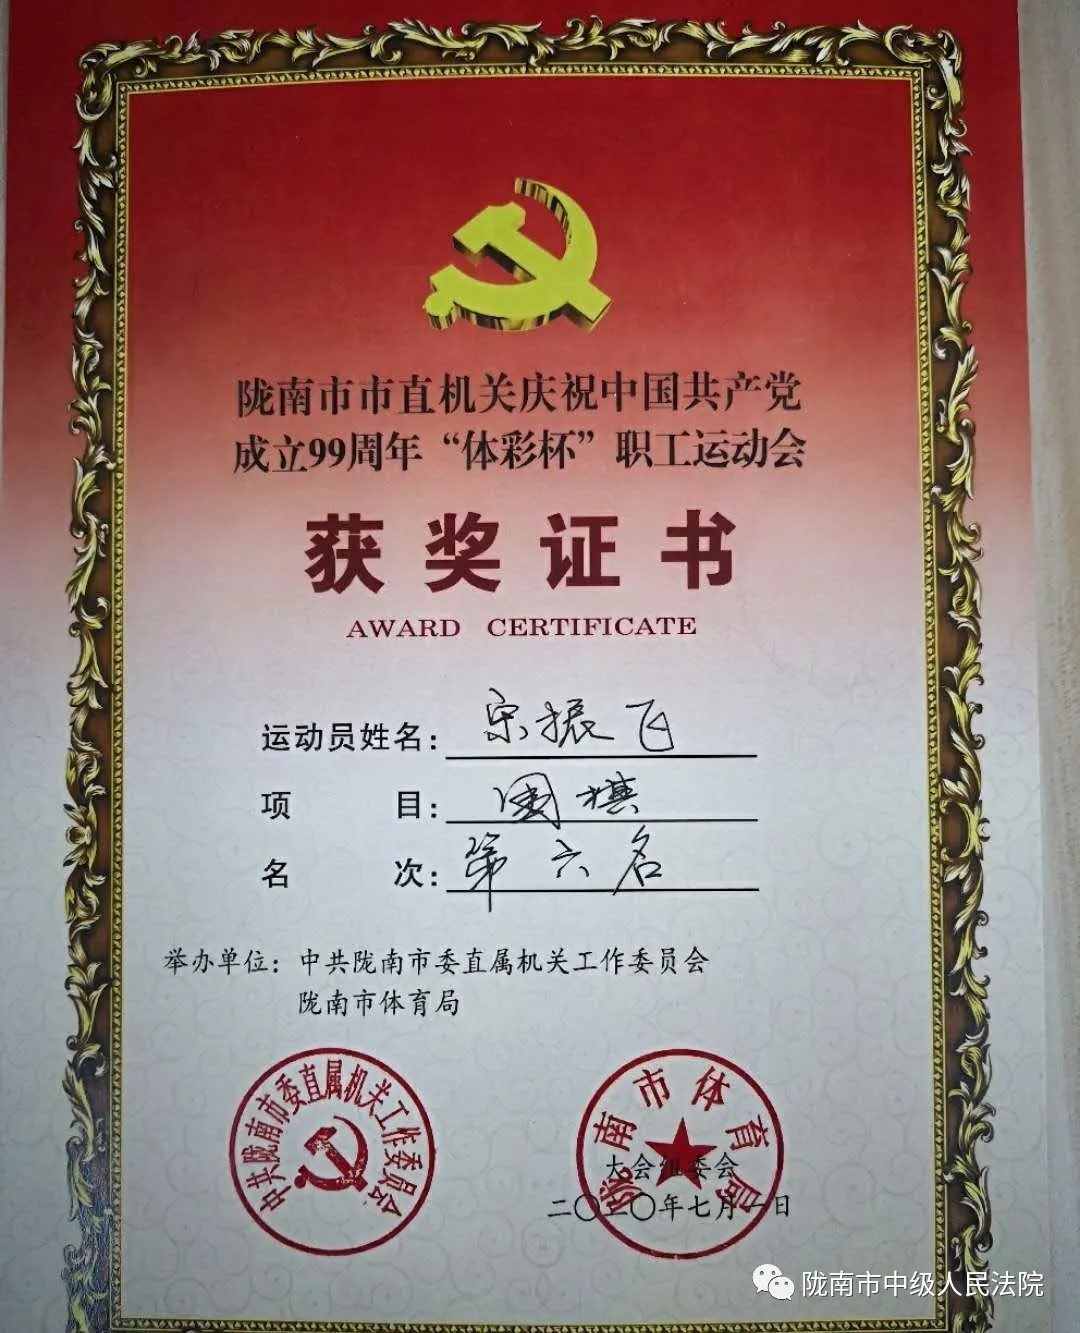 陇南市市直机关庆祝中国共产党
成立99周年“体彩杯”职工运动会
获奖证书
AWARD CERTIFICATE
运动员姓名：宋振飞
项目：围棋
名次：第六名
举办单位：中共陇南市委直属机关工作委员会
陇南市体育局
中共陇南市委直属机关工作委员会
陇南市体育局
大会组委会
二〇二〇年七月一日
陇南市中级人民法院